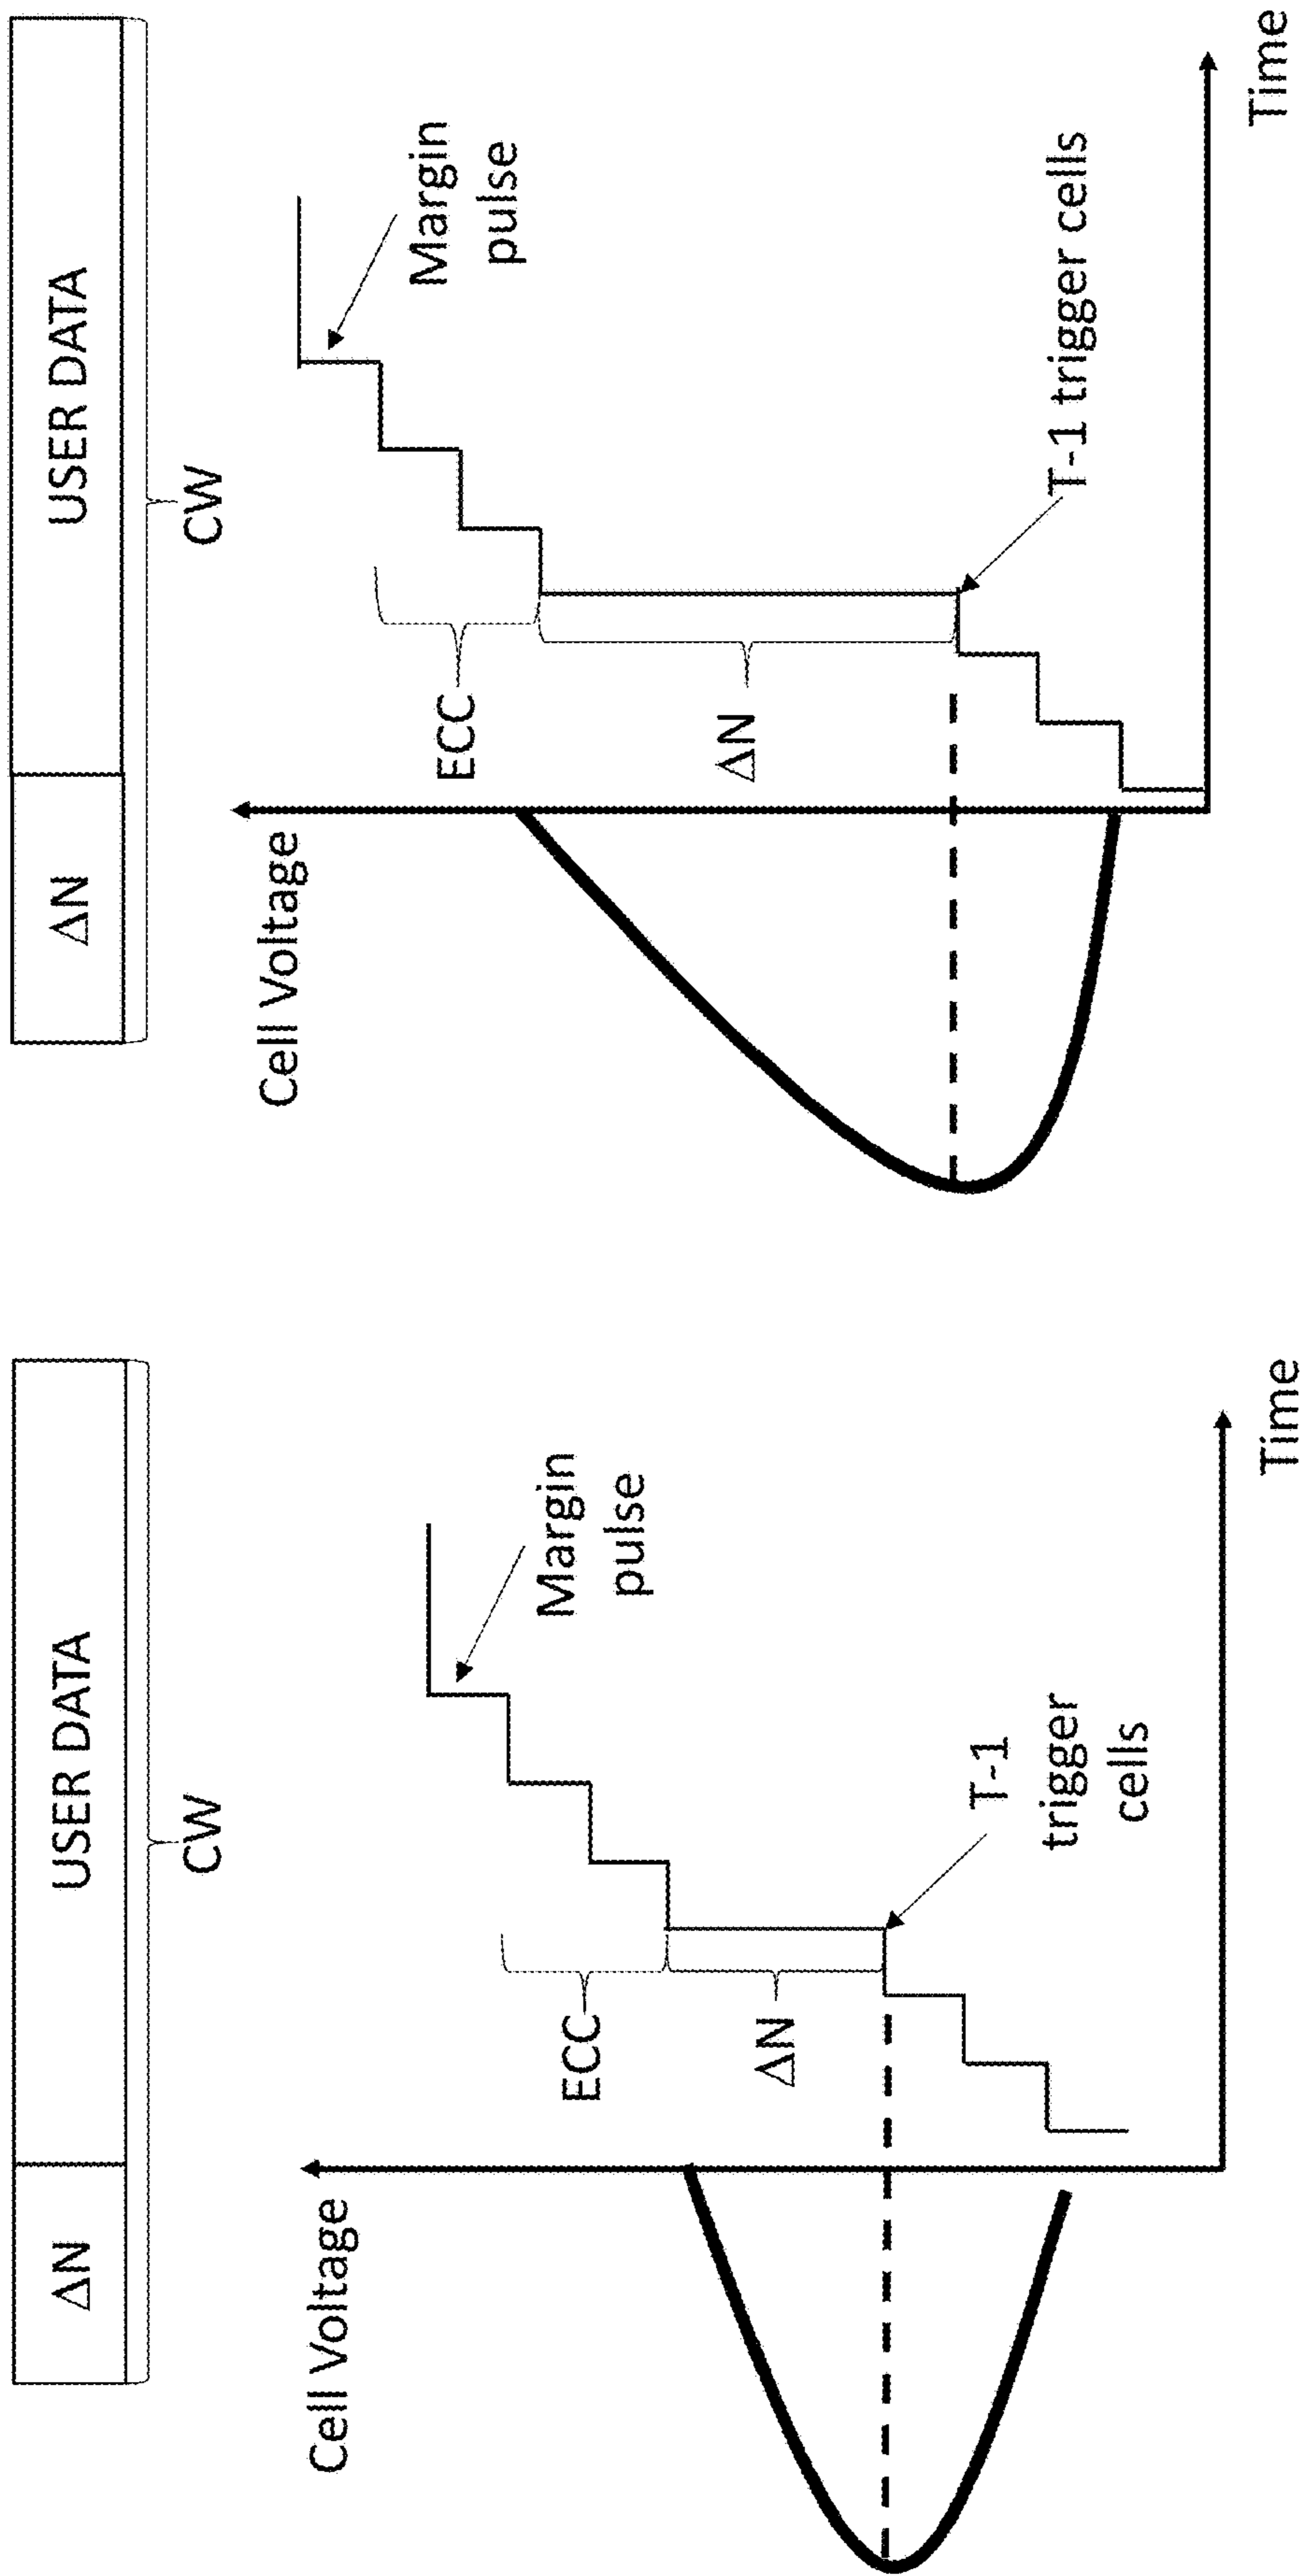 ΔN
USER DATA
CW
Cell Voltage
Margin
pulse
ECC
ΔN
T-1
trigger
cells
Time
ΔN
USER DATA
CW
Cell Voltage
Margin
pulse
ECC
ΔN
T-1 trigger cells
Time